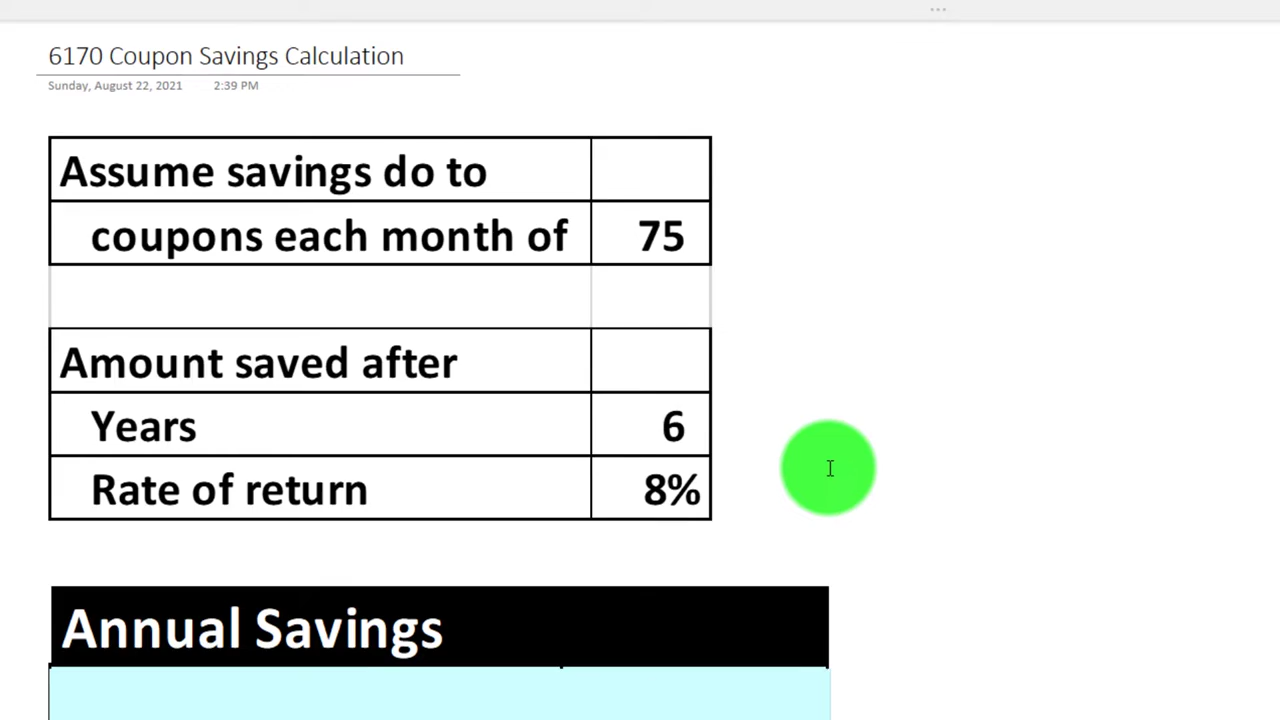 6170 Coupon Savings Calculation
Sunday, August 22, 2021 2:39 PM
Assume savings do to
coupons each month of 75
Amount saved after
Years 6
Rate of return 8%
Annual Savings